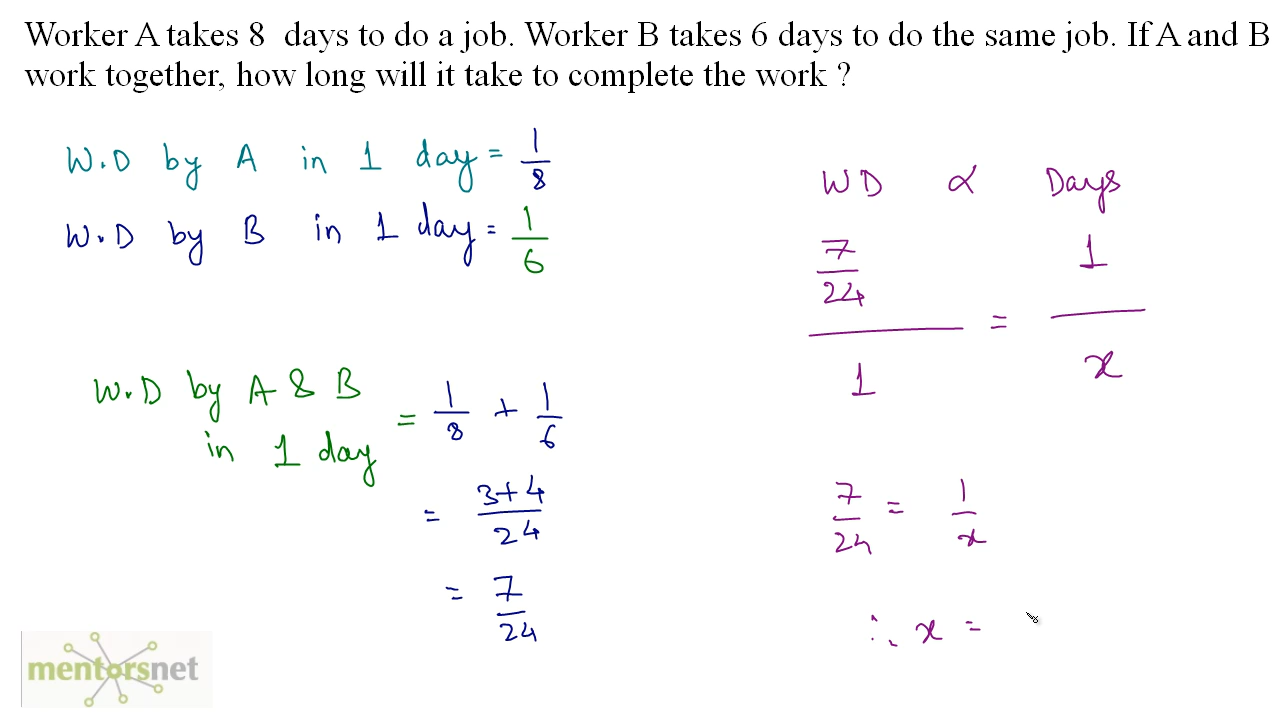 Worker A takes 8 days to do a job. Worker B takes 6 days to do the same job. If A and B
work together, how long will it take to complete the work ?
W.D by A in 1 day = 1/8
W.D by B in 1 day = 1/6
W.D by A & B
in 1 day
= 1/8 + 1/6
= 3+4/24
= 7/24
WD ∝ Days
7/24 / 1 = 1 / x
7/24 = 1/x
∴ x =
mentorsnet